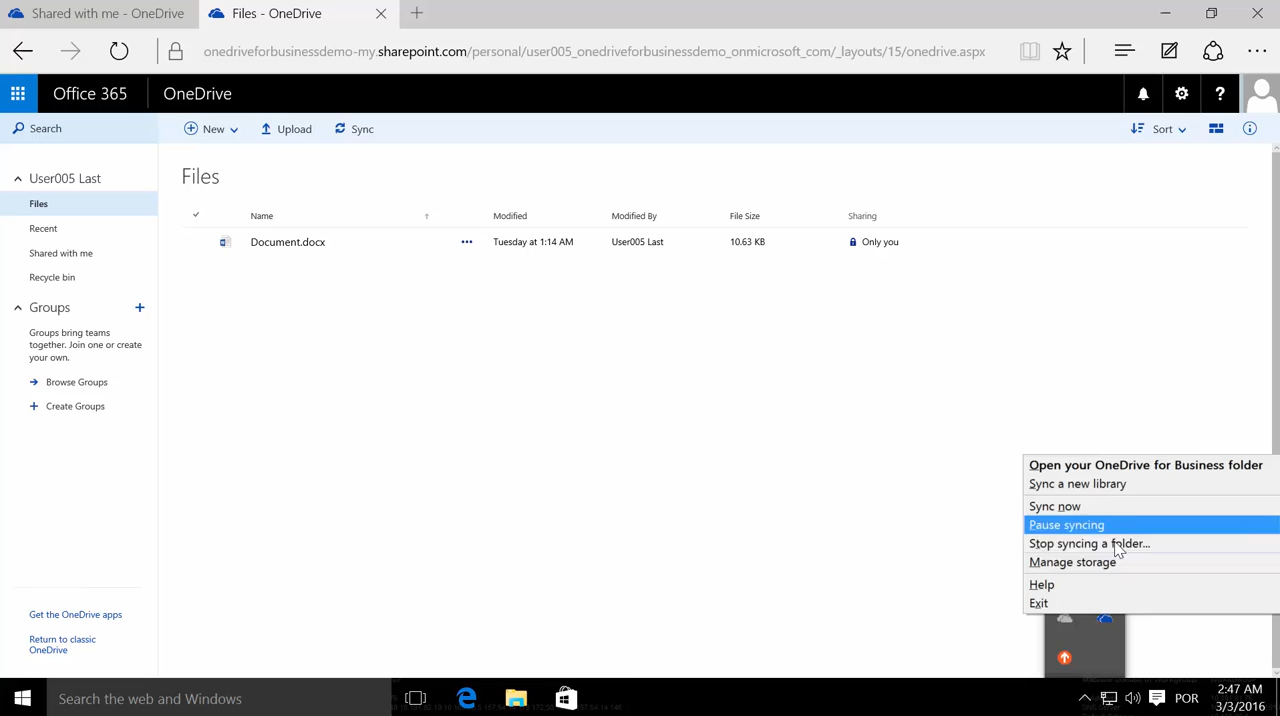 Shared with me - OneDrive
Files - OneDrive
onedriveforbusinessdemo-my.sharepoint.com/personal/user005_onedriveforbusinessdemo_onmicrosoft_com/_layouts/15/onedrive.aspx
Office 365
OneDrive
Search
New
Upload
Sync
Sort
User005 Last
Files
Recent
Shared with me
Recycle bin
Groups
Groups bring teams
together. Join one or create
your own.
Browse Groups
Create Groups
Get the OneDrive apps
Return to classic
OneDrive
Files
Name
Modified
Modified By
File Size
Sharing
Document.docx
Tuesday at 1:14 AM
User005 Last
10.63 KB
Only you
Open your OneDrive for Business folder
Sync a new library
Sync now
Pause syncing
Stop syncing a folder...
Manage storage
Help
Exit
Search the web and Windows
POR
2:47 AM
3/3/2016